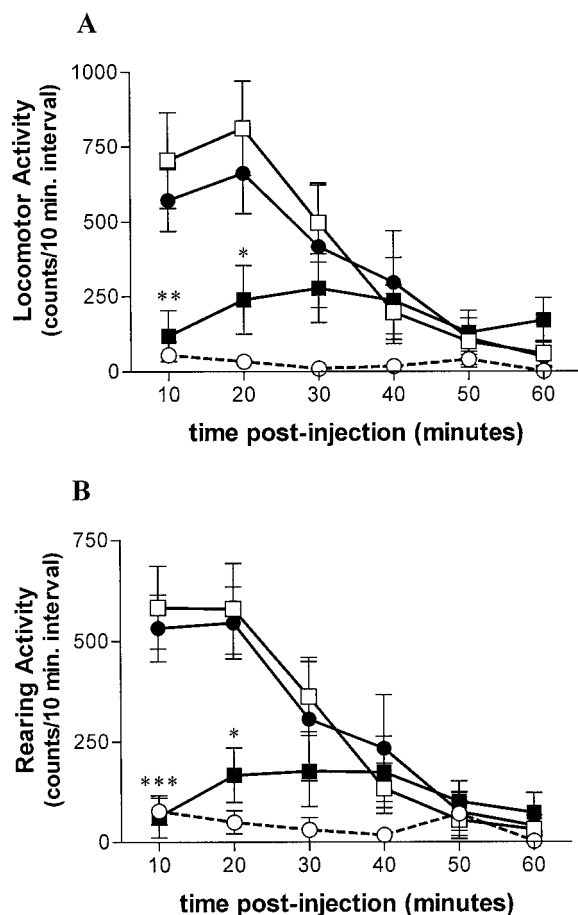 A
Locomotor Activity
(counts/10 min. interval)
1000
750
500
250
0
**
*
10 20 30 40 50 60
time post-injection (minutes)
B
Rearing Activity
(counts/10 min. interval)
750
500
250
0
***
*
10 20 30 40 50 60
time post-injection (minutes)